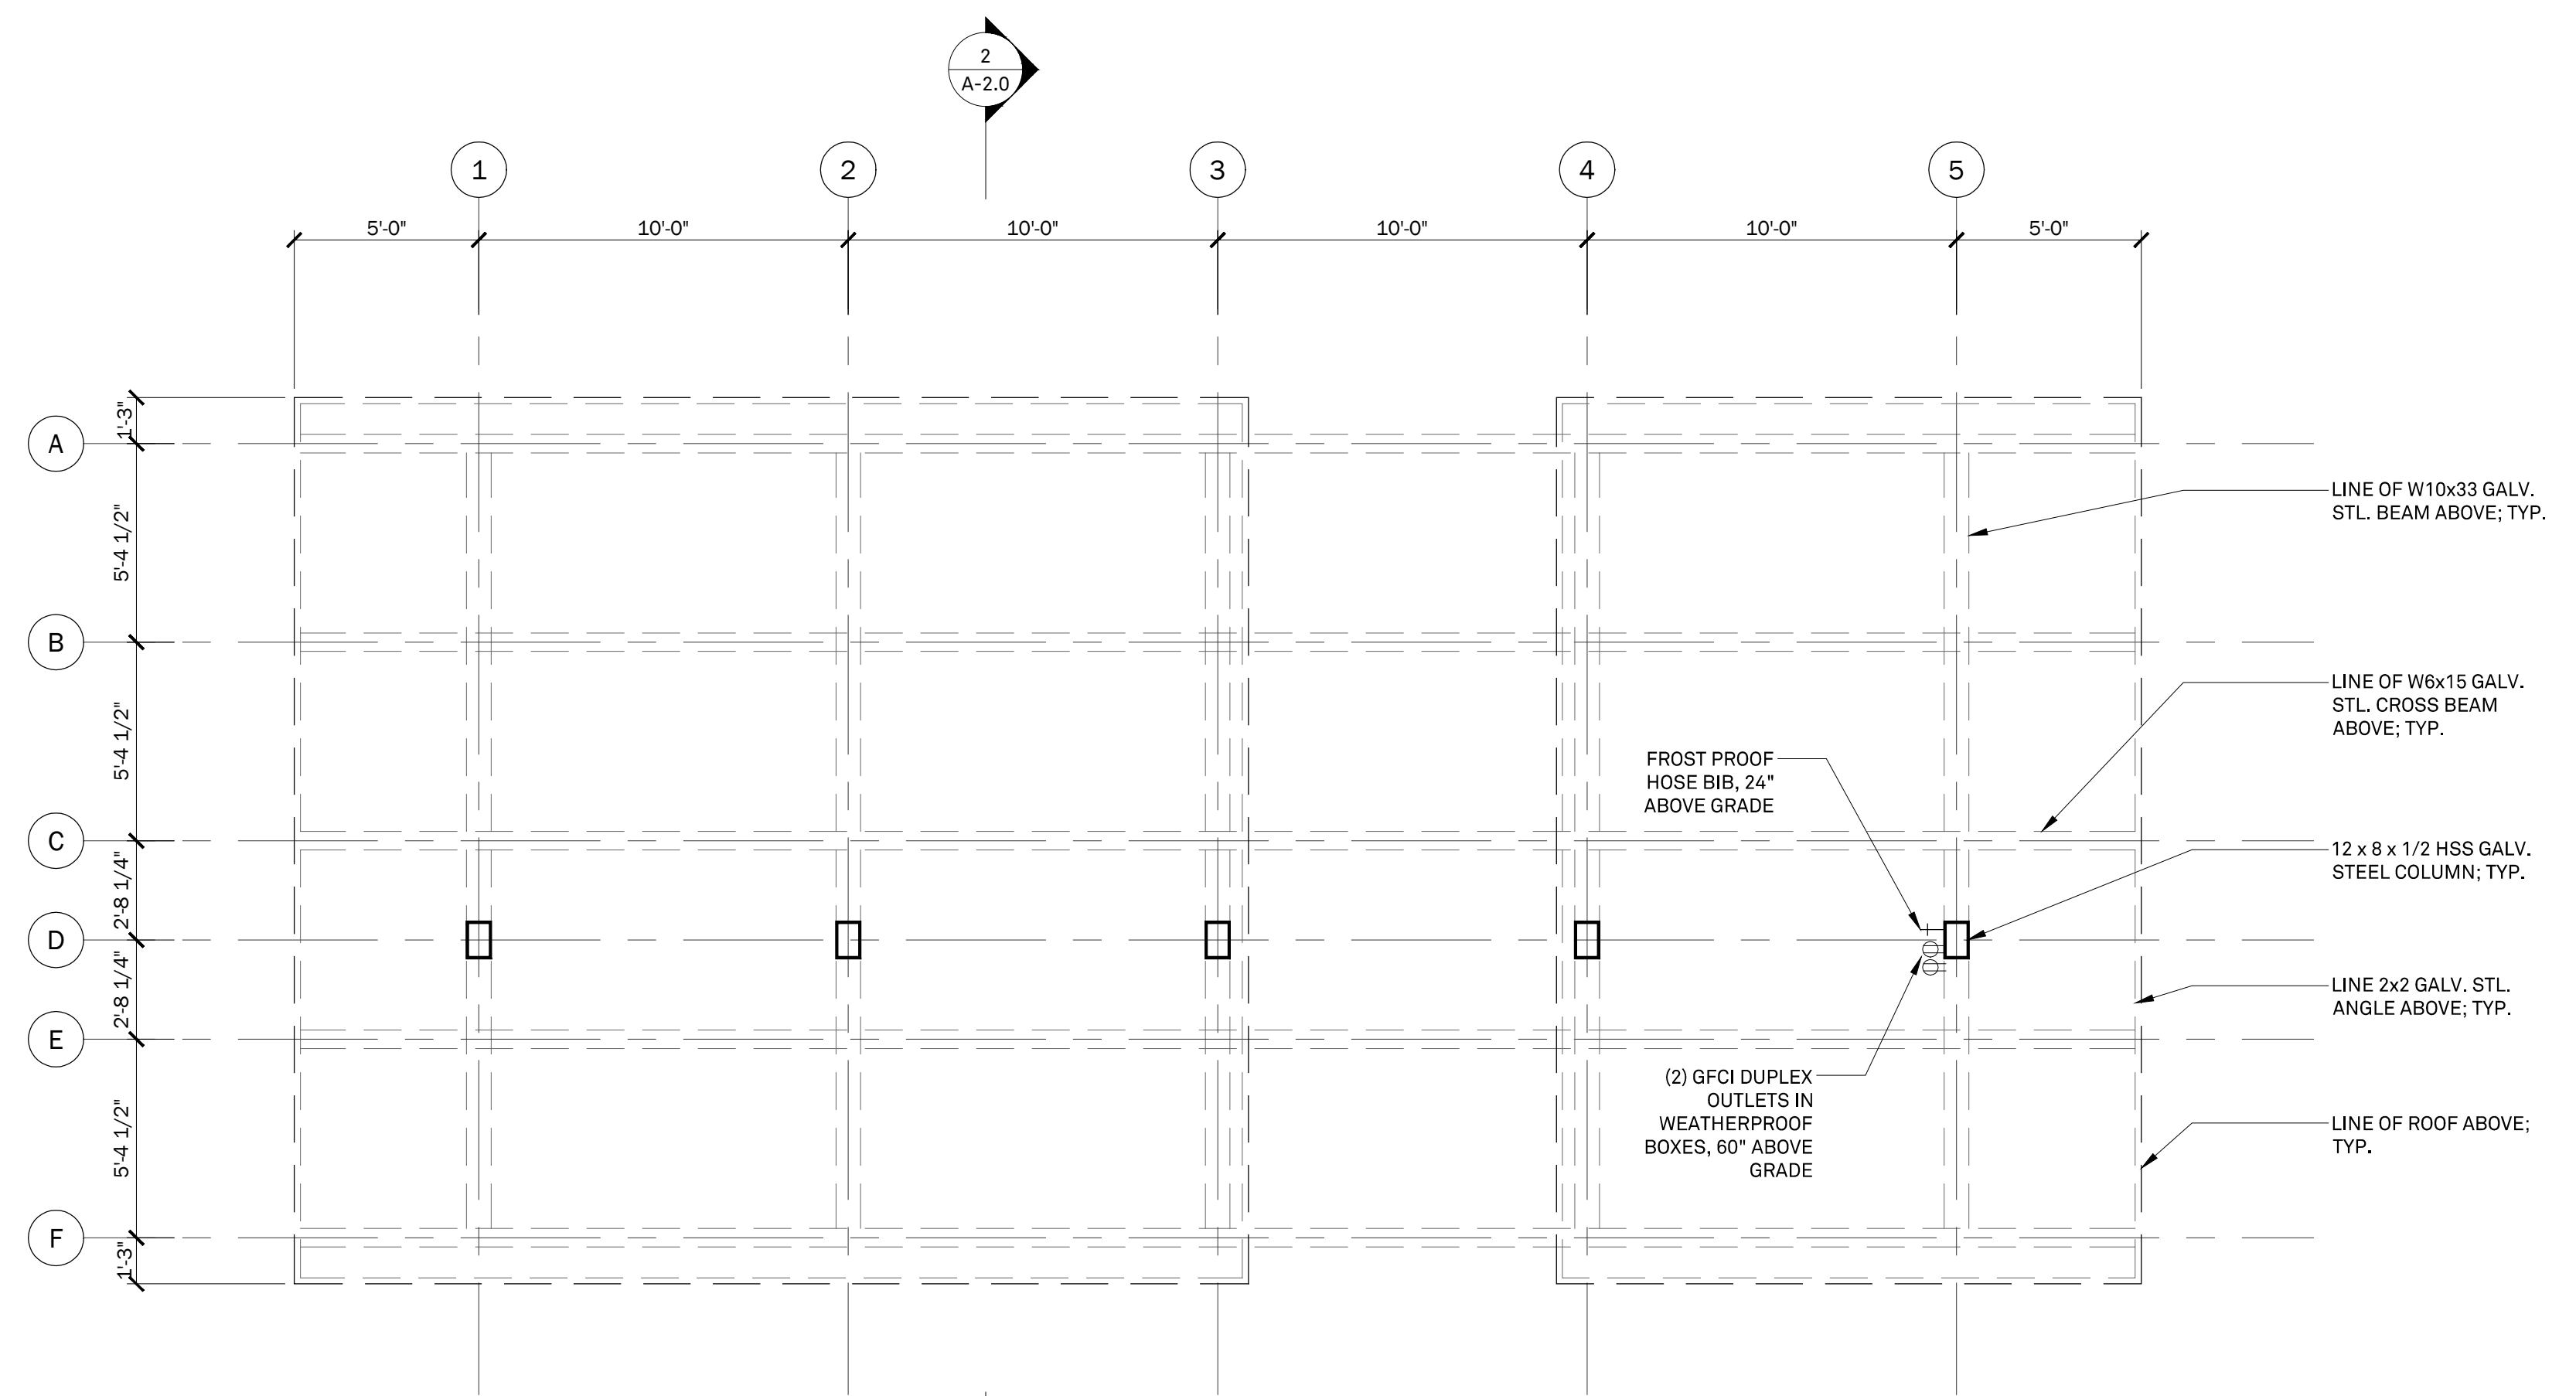 2
A-2.0
1
2
3
4
5
5'-0"
10'-0"
10'-0"
10'-0"
10'-0"
5'-0"
1'-3"
A
5'-4 1/2"
B
5'-4 1/2"
C
2'-8 1/4"
D
2'-8 1/4"
E
5'-4 1/2"
F
1'-3"
LINE OF W10x33 GALV.
STL. BEAM ABOVE; TYP.
LINE OF W6x15 GALV.
STL. CROSS BEAM
ABOVE; TYP.
FROST PROOF
HOSE BIB, 24"
ABOVE GRADE
12 x 8 x 1/2 HSS GALV.
STEEL COLUMN; TYP.
LINE 2x2 GALV. STL.
ANGLE ABOVE; TYP.
(2) GFCI DUPLEX
OUTLETS IN
WEATHERPROOF
BOXES, 60" ABOVE
GRADE
LINE OF ROOF ABOVE;
TYP.